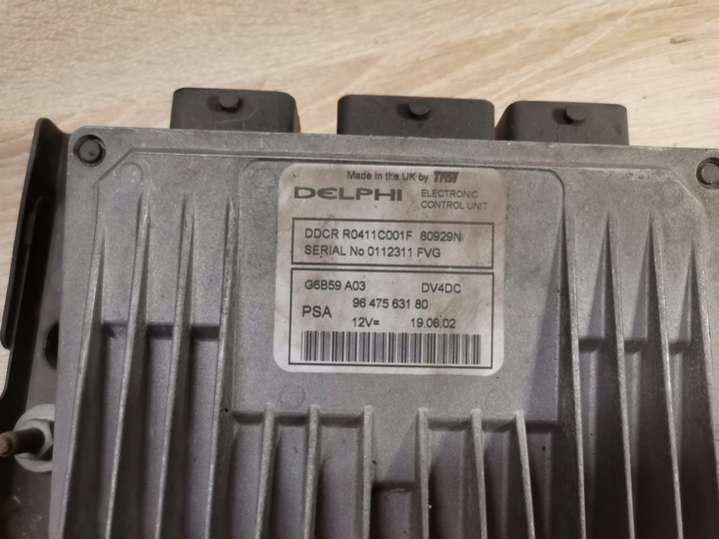 Made in the UK by TRW
DELPHI ELECTRONIC
CONTROL UNIT
DDCR R0411C001F 80929N
SERIAL No 0112311 FVG
G6B59 A03 DV4DC
PSA 96 475 631 80
12V= 19.06.02